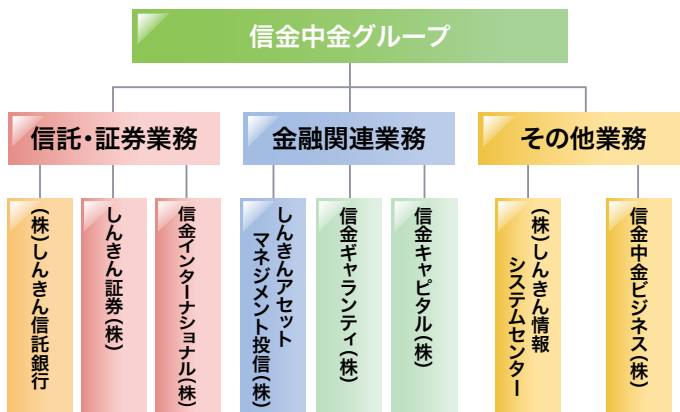 信金中金グループ
信託・証券業務
金融関連業務
その他業務
(株)しんきん信託銀行
しんきん証券(株)
信金インターナショナル(株)
しんきんアセット
マネジメント投信(株)
信金ギャランティ(株)
信金キャピタル(株)
(株)しんきん情報
システムセンター
信金中金ビジネス(株)